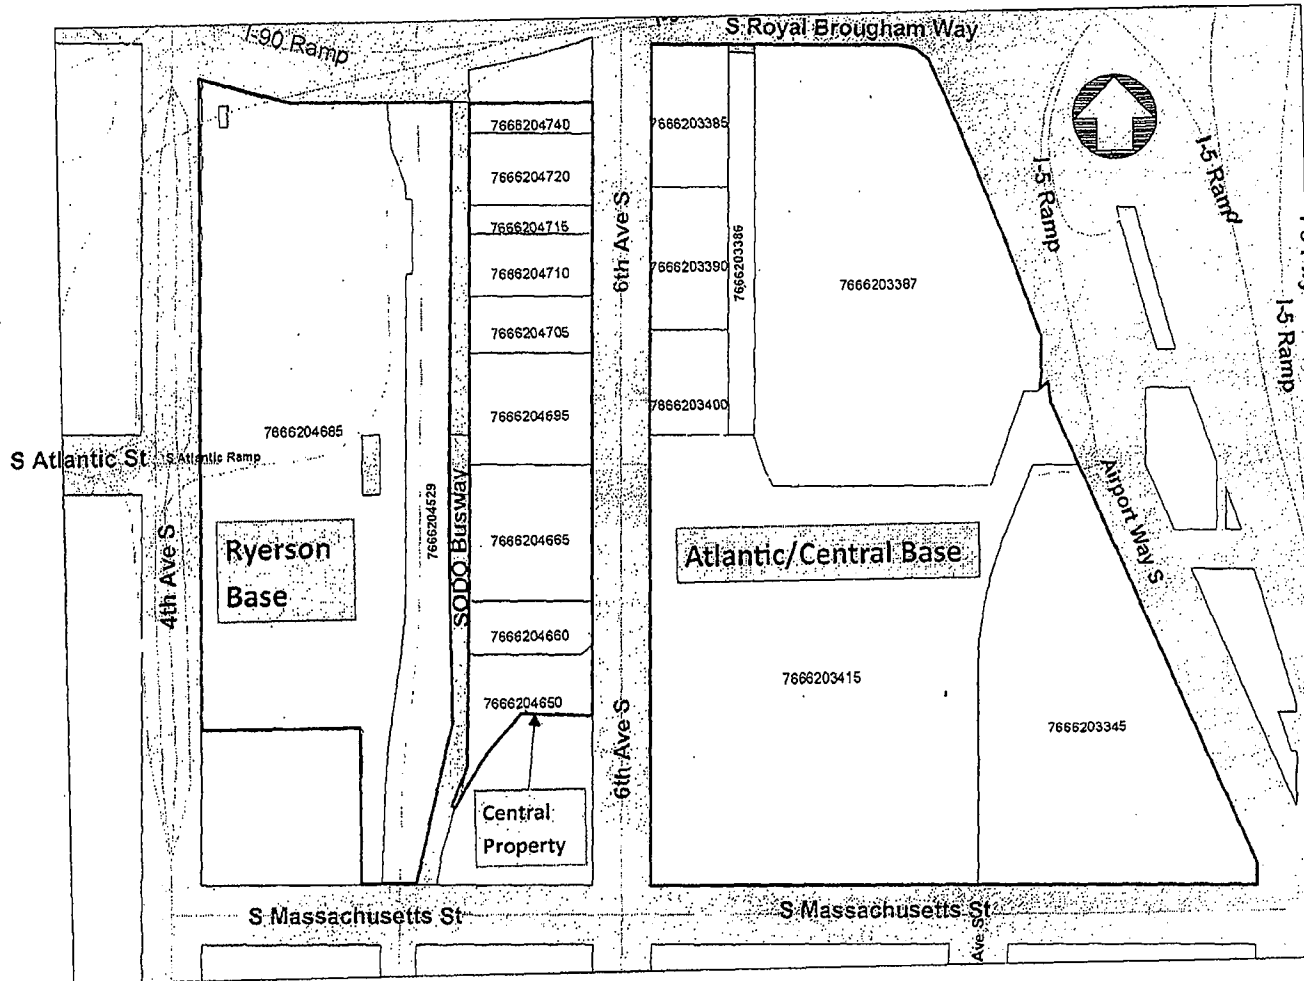 I-90 Ramp
S Royal Brougham Way
7666204740
7666203385
7666204720
I-5 Ramp
I-5 Ramp
7666204715
6th Ave S
7666203386
7666204710
7666203390
7666203387
I-5 Ramp
7666204705
7666203400
7666204695
7666204685
S Atlantic St
S Atlantic Ramp
SODO Busway
7666204529
Airport Way S
Ryerson
Base
4th Ave S
7666204665
Atlantic/Central Base
7666204660
7666203415
7666204650
7666203345
6th Ave S
Central
Property
S Massachusetts St
S Massachusetts St
Ave S